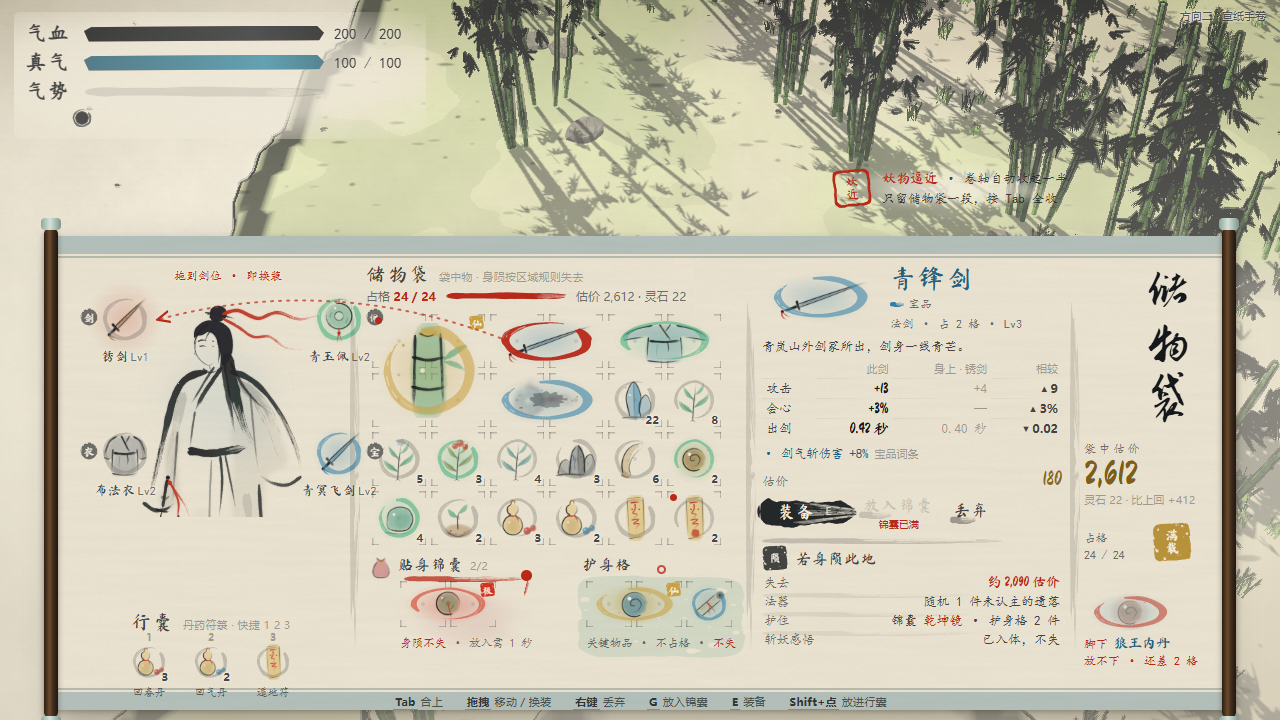 气血 200 / 200
真气 100 / 100
气势
方向二·宣纸手卷
妖近
妖物逼近 · 卷轴自动收起一半
只留储物袋一段，按 Tab 全收
拖到剑位 · 即换装
剑
锈剑 Lv1
青玉佩 Lv2
衣
布法衣 Lv2
宝
青冥飞剑 Lv2
行囊 丹药符箓 · 快捷 1 2 3
1 2 3
3 2
回春丹 回气丹 遁地符
储物袋 袋中物 · 身陨按区域规则失去
占格 24 / 24 估价 2,612 · 灵石 22
仙
22 8
5 3 4 3 6 2
4 2 3 2 2
贴身锦囊 2/2
身陨不失 · 放入需 1 秒
护身格
仙
关键物品 · 不占格 · 不失
青锋剑
宝品
法剑 · 占 2 格 · Lv3
青岚山外剑冢所出，剑身一线青芒。
此剑 身上·锈剑 相较
攻击 +13 +4 ▲9
会心 +3% — ▲3%
出剑 0.42 秒 0.40 秒 ▼0.02
· 剑气斩伤害 +8% 宝品词条
估价 180
装备 E 放入锦囊 丢弃
锦囊已满
陨 若身陨此地
失去 约 2,090 估价
法器 随机 1 件未认主的遗落
护住 锦囊 乾坤镜 · 护身格 2 件
斩妖感悟 已入体，不失
储物袋
袋中估价
2,612
灵石 22 · 比上回 +412
占格
24 / 24
满载
脚下 狼王内丹
放不下 · 还差 2 格
Tab 合上 拖拽 移动 / 换装 右键 丢弃 G 放入锦囊 E 装备 Shift+点 放进行囊